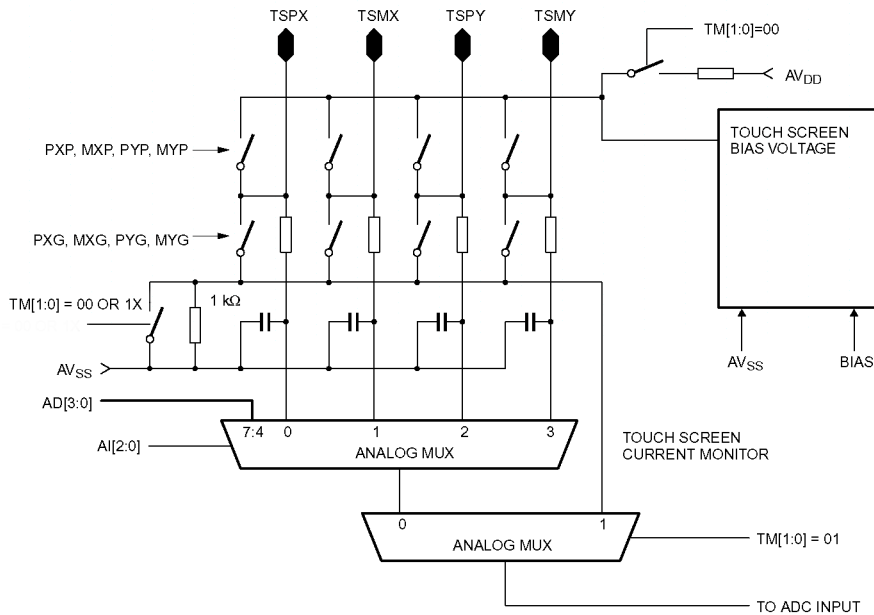 TSPX TSMX TSPY TSMY
TM[1:0]=00
AVDD
TOUCH SCREEN
BIAS VOLTAGE
PXP, MXP, PYP, MYP
PXG, MXG, PYG, MYG
TM[1:0] = 00 OR 1X
1 kΩ
AVSS
AVSS
BIAS
AD[3:0]
7:4 0 1 2 3
AI[2:0]
ANALOG MUX
TOUCH SCREEN
CURRENT MONITOR
0 1
ANALOG MUX
TM[1:0] = 01
TO ADC INPUT